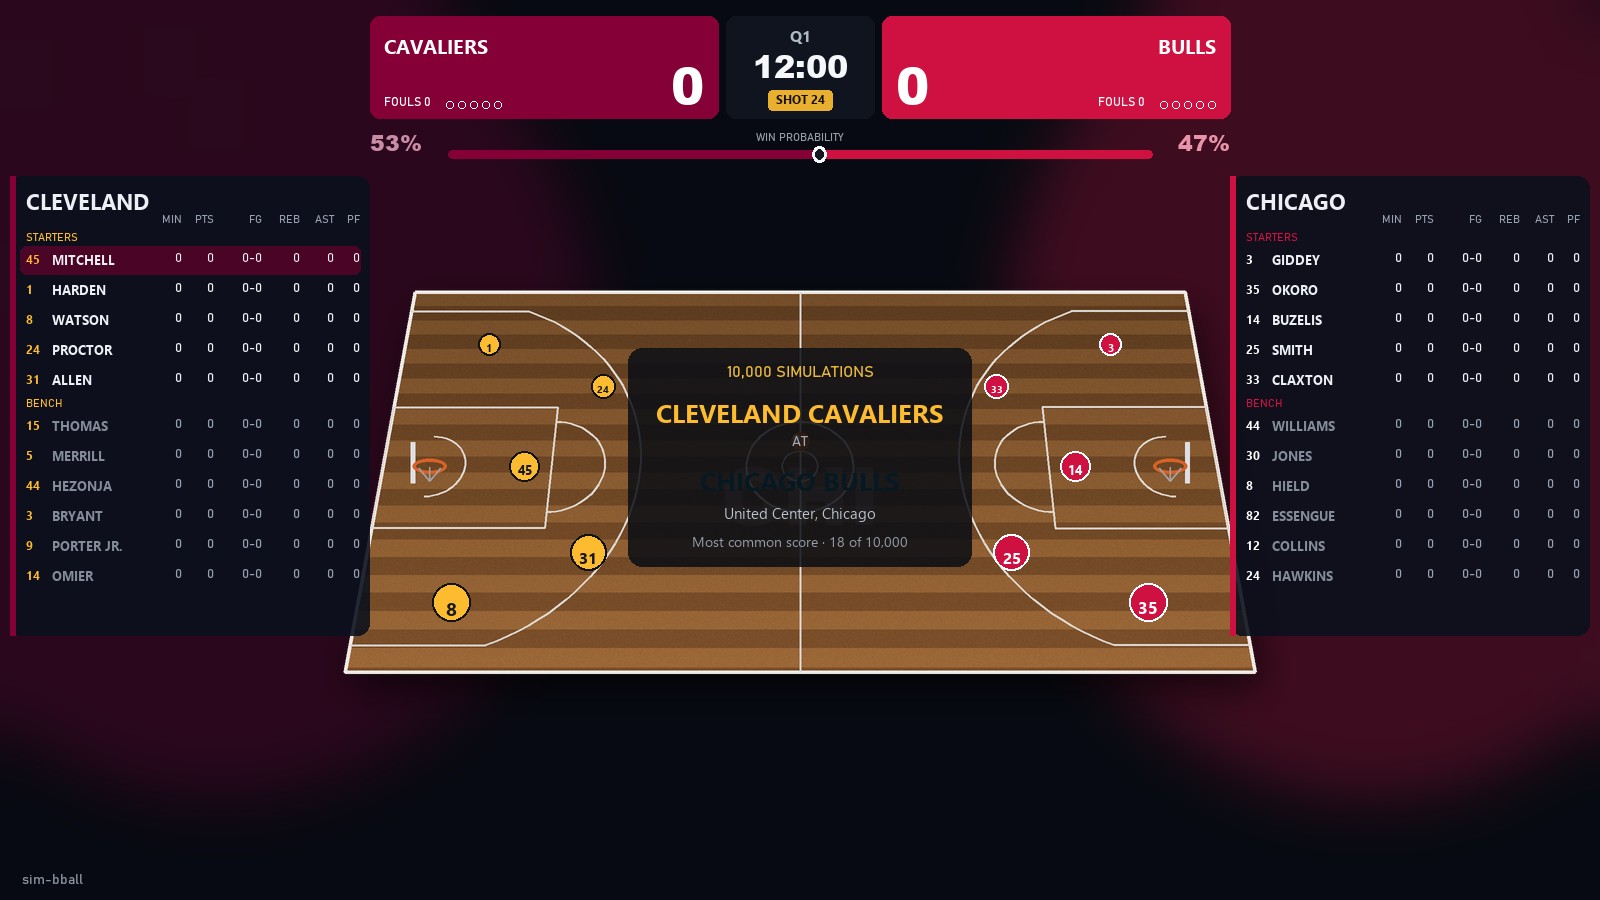 CAVALIERS
0
FOULS 0
Q1
12:00
SHOT 24
BULLS
0
FOULS 0
53%
WIN PROBABILITY
47%
CLEVELAND
MIN PTS FG REB AST PF
STARTERS
45 MITCHELL 0 0 0-0 0 0 0
1 HARDEN 0 0 0-0 0 0 0
8 WATSON 0 0 0-0 0 0 0
24 PROCTOR 0 0 0-0 0 0 0
31 ALLEN 0 0 0-0 0 0 0
BENCH
15 THOMAS 0 0 0-0 0 0 0
5 MERRILL 0 0 0-0 0 0 0
44 HEZONJA 0 0 0-0 0 0 0
3 BRYANT 0 0 0-0 0 0 0
9 PORTER JR. 0 0 0-0 0 0 0
14 OMIER 0 0 0-0 0 0 0
1
24
45
31
8
10,000 SIMULATIONS
CLEVELAND CAVALIERS
AT
CHICAGO BULLS
United Center, Chicago
Most common score · 18 of 10,000
3
33
14
25
35
CHICAGO
MIN PTS FG REB AST PF
STARTERS
3 GIDDEY 0 0 0-0 0 0 0
35 OKORO 0 0 0-0 0 0 0
14 BUZELIS 0 0 0-0 0 0 0
25 SMITH 0 0 0-0 0 0 0
33 CLAXTON 0 0 0-0 0 0 0
BENCH
44 WILLIAMS 0 0 0-0 0 0 0
30 JONES 0 0 0-0 0 0 0
8 HIELD 0 0 0-0 0 0 0
82 ESSENGUE 0 0 0-0 0 0 0
12 COLLINS 0 0 0-0 0 0 0
24 HAWKINS 0 0 0-0 0 0 0
sim-bball